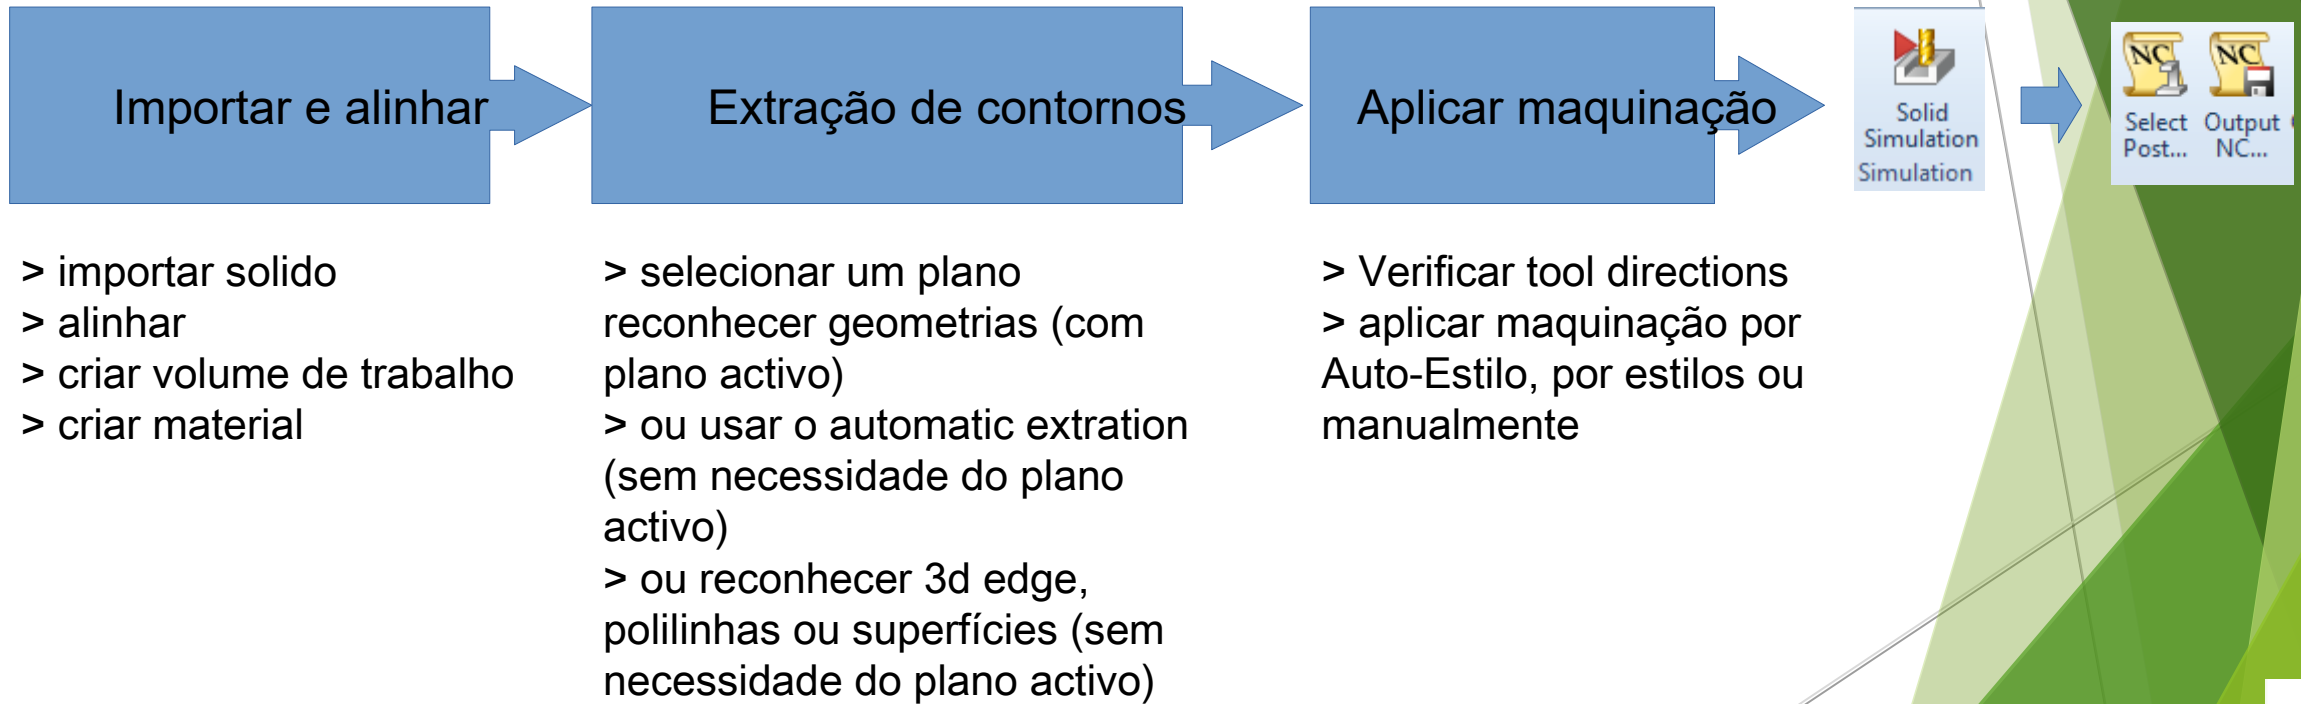 Importar e alinhar
Extração de contornos
Aplicar maquinação
Solid
Simulation
Simulation
NC
Select
Post...
NC
Output
NC...
> importar solido
> alinhar
> criar volume de trabalho
> criar material
> selecionar um plano
reconhecer geometrias (com
plano activo)
> ou usar o automatic extration
(sem necessidade do plano
activo)
> ou reconhecer 3d edge,
polilinhas ou superfícies (sem
necessidade do plano activo)
> Verificar tool directions
> aplicar maquinação por
Auto-Estilo, por estilos ou
manualmente